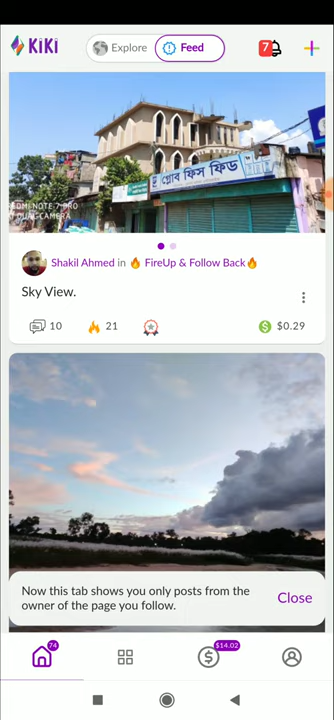 KiKi
Explore
Feed
7
গ্লোব ফিস ফিড
REDMI NOTE 7 PRO
DUAL CAMERA
Shakil Ahmed in 🔥 FireUp & Follow Back🔥
Sky View.
10
21
$0.29
Now this tab shows you only posts from the
owner of the page you follow.
Close
74
$14.02